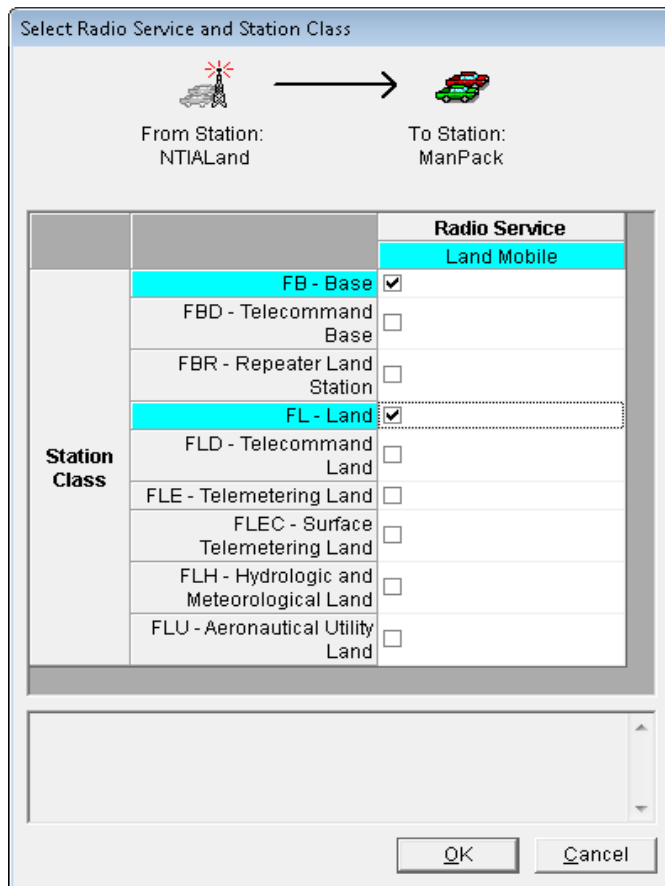 Select Radio Service and Station Class
From Station:
NTIALand
To Station:
ManPack
Radio Service
Land Mobile
Station
Class
FB - Base
FBD - Telecommand
Base
FBR - Repeater Land
Station
FL - Land
FLD - Telecommand
Land
FLE - Telemetering Land
FLEC - Surface
Telemetering Land
FLH - Hydrologic and
Meteorological Land
FLU - Aeronautical Utility
Land
OK
Cancel